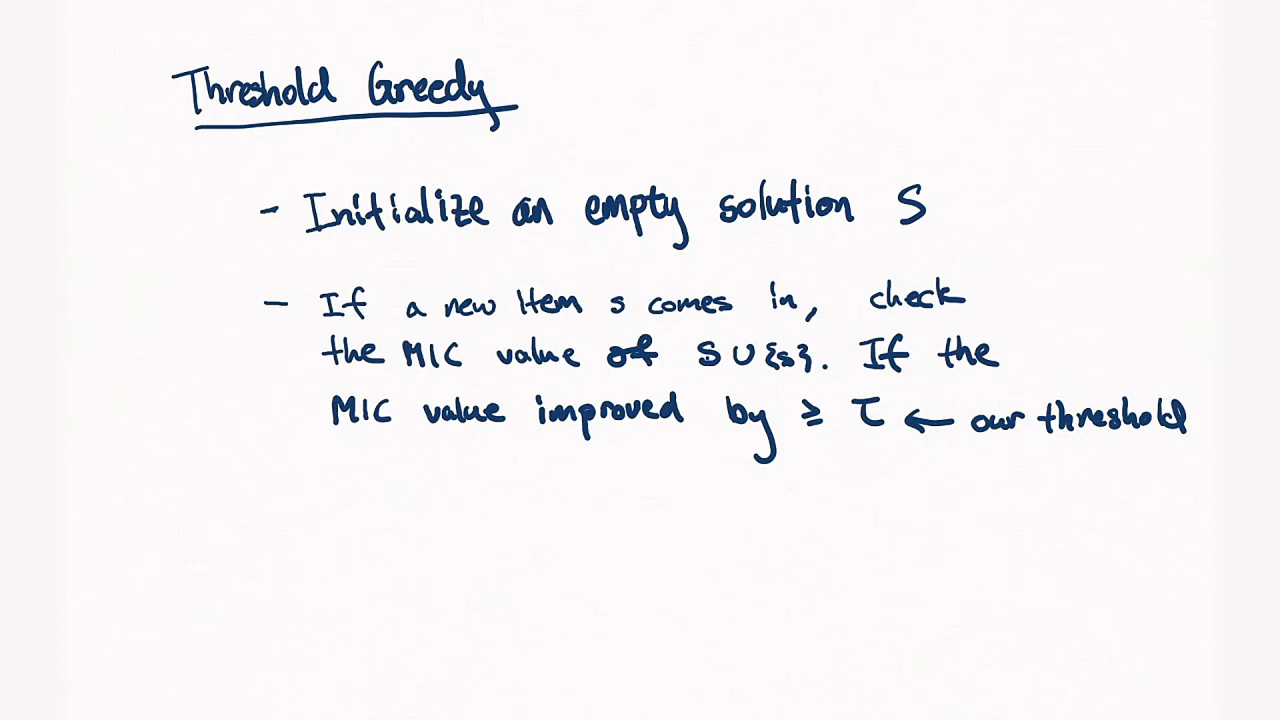 Threshold Greedy
- Initialize an empty solution S
- If a new item s comes in, check
the MIC value of S ∪ {s}. If the
MIC value improved by ≥ τ ← our threshold